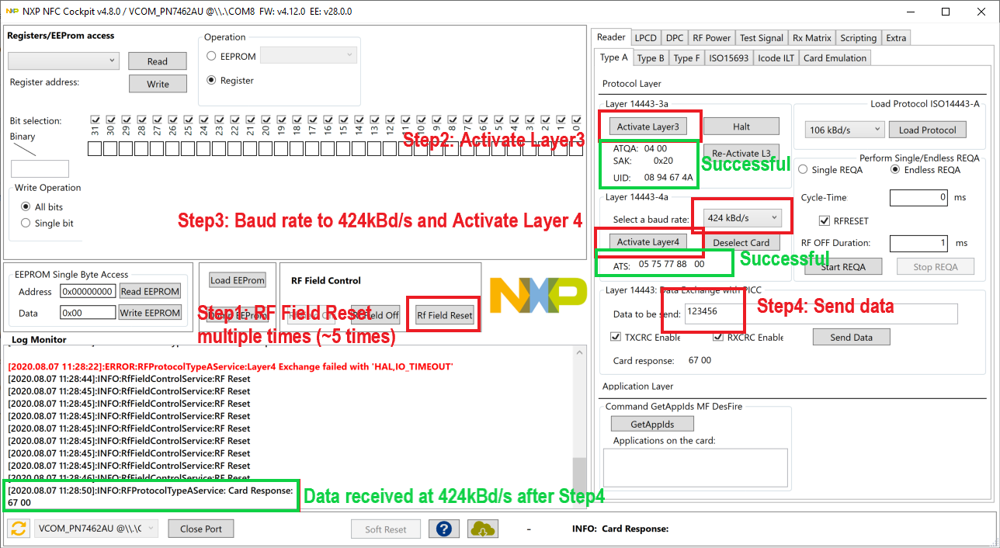 NXP NFC Cockpit v4.8.0 / VCOM_PN7462AU @\\.\COM8 FW: v4.12.0 EE: v28.0.0
Registers/EEProm access
Read
Register address:
Write
Operation
EEPROM
Register
Bit selection:
31 30 29 28 27 26 25 24 23 22 21 20 19 18 17 16 15 14 13 12 11 10 9 8 7 6 5 4 3 2 1 0
Binary
Step2: Activate Layer3
Write Operation
All bits
Single bit
Step3: Baud rate to 424kBd/s and Activate Layer 4
EEPROM Single Byte Access
Address 0x00000000 Read EEPROM
Data 0x00 Write EEPROM
Load EEProm
Dump EEProm
RF Field Control
RF Field Off
Rf Field Reset
Step1: RF Field Reset
multiple times (~5 times)
NXP
Log Monitor
[2020.08.07 11:28:22]:ERROR:RFProtocolTypeAService:Layer4 Exchange failed with 'HAL,IO_TIMEOUT'
[2020.08.07 11:28:44]:INFO:RfFieldControlService:RF Reset
[2020.08.07 11:28:45]:INFO:RfFieldControlService:RF Reset
[2020.08.07 11:28:45]:INFO:RfFieldControlService:RF Reset
[2020.08.07 11:28:45]:INFO:RfFieldControlService:RF Reset
[2020.08.07 11:28:45]:INFO:RfFieldControlService:RF Reset
[2020.08.07 11:28:45]:INFO:RfFieldControlService:RF Reset
[2020.08.07 11:28:45]:INFO:RfFieldControlService:RF Reset
[2020.08.07 11:28:45]:INFO:RfFieldControlService:RF Reset
[2020.08.07 11:28:46]:INFO:RfFieldControlService:RF Reset
[2020.08.07 11:28:50]:INFO:RFProtocolTypeAService: Card Response:
67 00
Data received at 424kBd/s after Step4
VCOM_PN7462AU @\\.\C
Close Port
Soft Reset
-
INFO: Card Response:
Reader LPCD DPC RF Power Test Signal Rx Matrix Scripting Extra
Type A Type B Type F ISO15693 Icode ILT Card Emulation
Protocol Layer
Layer 14443-3a
Activate Layer3 Halt
ATQA: 04 00
Re-Activate L3
SAK: 0x20
UID: 08 94 67 4A
Successful
Load Protocol ISO14443-A
106 kBd/s Load Protocol
Perform Single/Endless REQA
Single REQA Endless REQA
Cycle-Time 0 ms
RFRESET
RF OFF Duration: 1 ms
Start REQA Stop REQA
Layer 14443-4a
Select a baud rate: 424 kBd/s
Activate Layer4 Deselect Card
ATS: 05 75 77 88 00
Successful
Layer 14443: Data Exchange with PICC
Data to be send: 123456
Step4: Send data
TXCRC Enable RXCRC Enable Send Data
Card response: 67 00
Application Layer
Command GetAppIds MF DesFire
GetAppIds
Applications on the card: